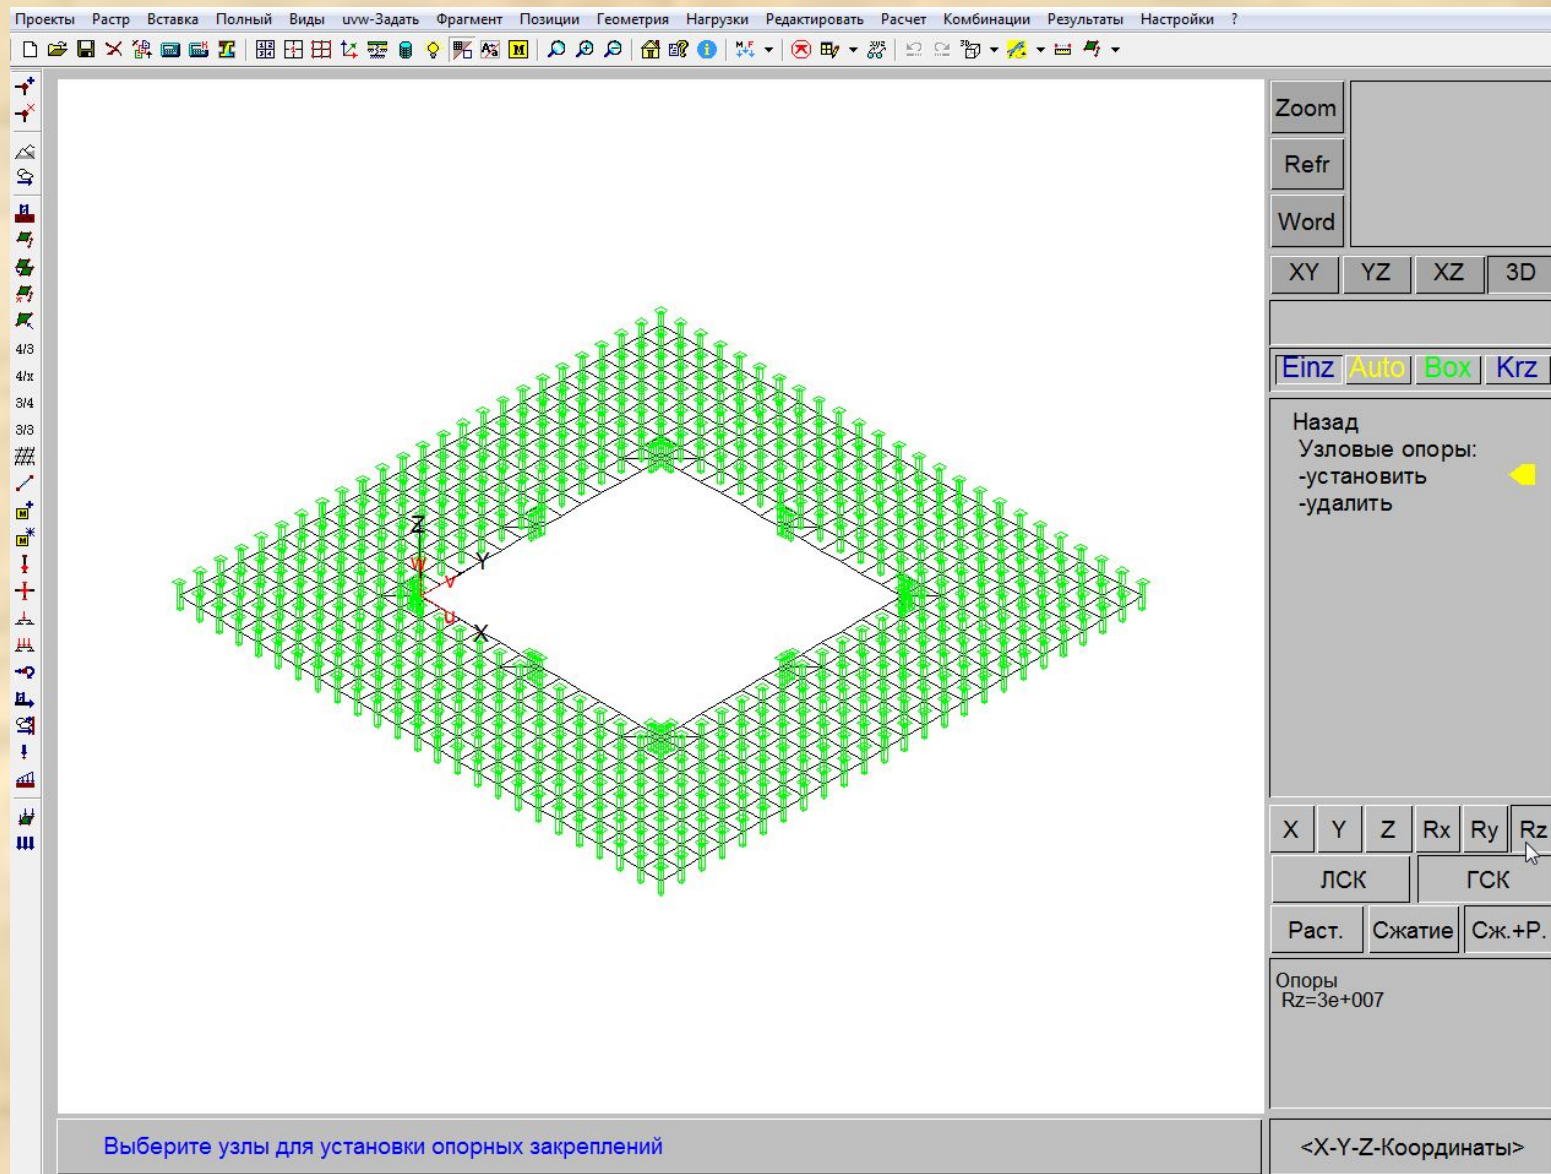 Проекты Растр Вставка Полный Виды uvw-Задать Фрагмент Позиции Геометрия Нагрузки Редактировать Расчет Комбинации Результаты Настройки ?
4/3
4/x
3/4
3/3
Zoom
Refr
Word
XY YZ XZ 3D
Einz Auto Box Krz
Назад
Узловые опоры:
-установить
-удалить
Z
W
Y
v
u
X
X Y Z Rx Ry Rz
ЛСК ГСК
Раст. Сжатие Сж.+Р.
Опоры
Rz=3e+007
Выберите узлы для установки опорных закреплений
<X-Y-Z-Координаты>